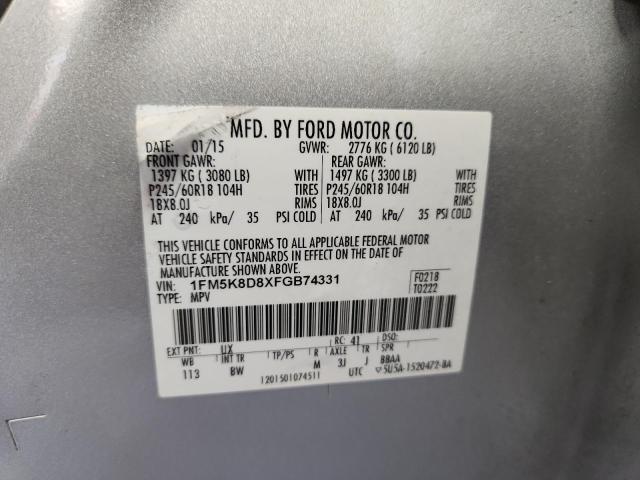 MFD. BY FORD MOTOR CO.
DATE: 01/15 GVWR: 2776 KG ( 6120 LB)
FRONT GAWR: REAR GAWR:
1397 KG ( 3080 LB) WITH 1497 KG ( 3300 LB) WITH
P245/60R18 104H TIRES P245/60R18 104H TIRES
18X8.0J RIMS 18X8.0J RIMS
AT 240 kPa/ 35 PSI COLD AT 240 kPa/ 35 PSI COLD
THIS VEHICLE CONFORMS TO ALL APPLICABLE FEDERAL MOTOR
VEHICLE SAFETY STANDARDS IN EFFECT ON THE DATE OF
MANUFACTURE SHOWN ABOVE.
VIN: 1FM5K8D8XFGB74331 F0218
TYPE: MPV T0222
EXT PNT: UX RC: 41 DSO:
WB INT TR TP/PS R AXLE TR SPR
113 BW M 3J J BBAA
1201501074511 UTC ▽5U5A-1520472-BA